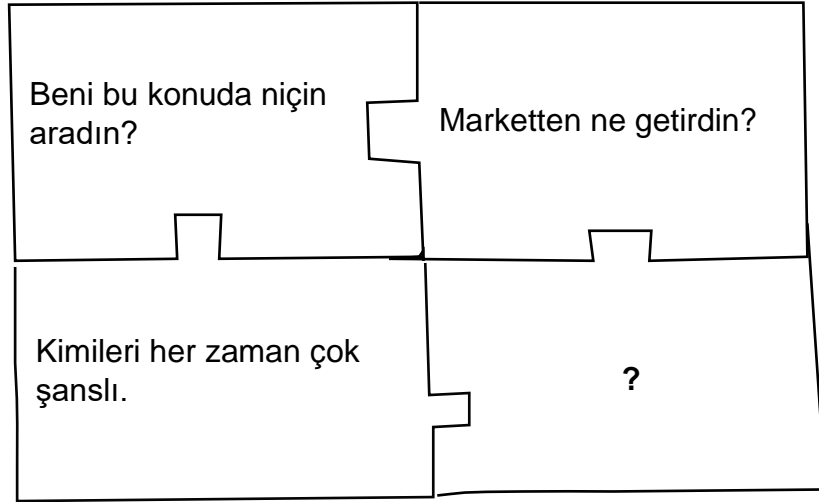 Beni bu konuda niçin
aradın?
Marketten ne getirdin?
Kimileri her zaman çok
şanslı.
?